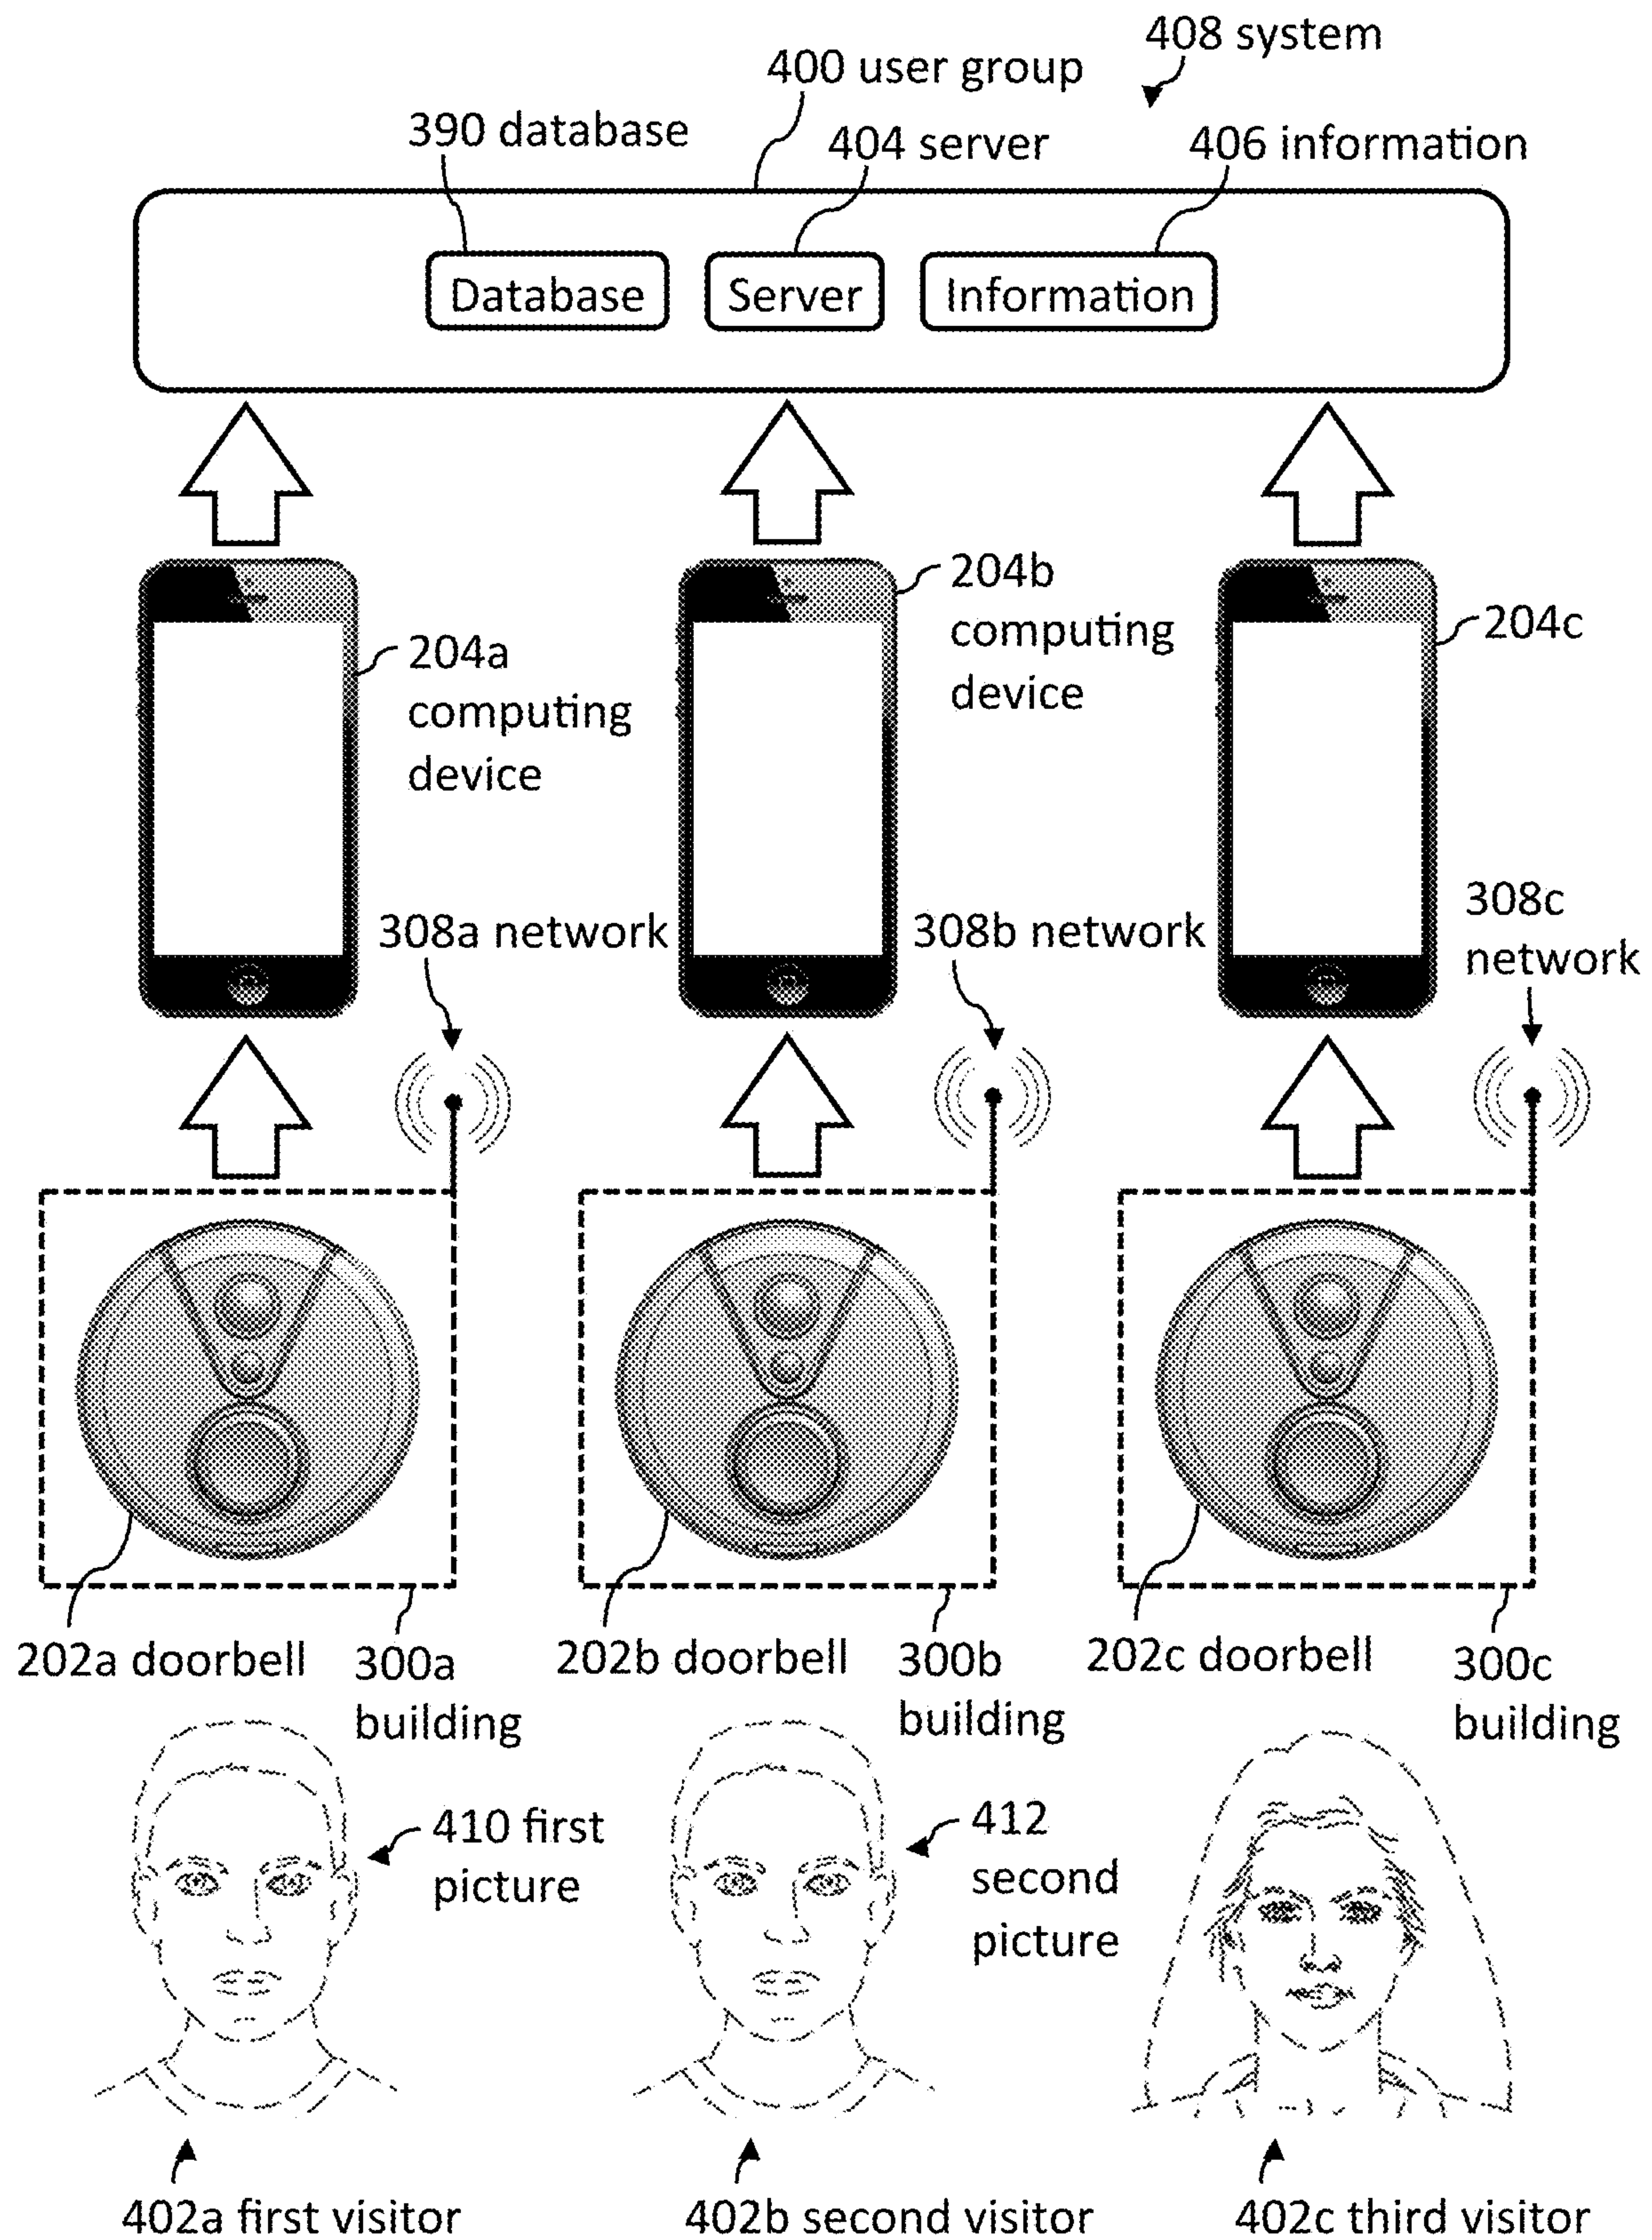 408 system
400 user group
390 database
404 server
406 information
Database
Server
Information
204b
computing
device
204c
204a
computing
device
308c
network
308a network
308b network
202a doorbell
300a
building
202b doorbell
300b
building
202c doorbell
300c
building
410 first
picture
412
second
picture
402a first visitor
402b second visitor
402c third visitor